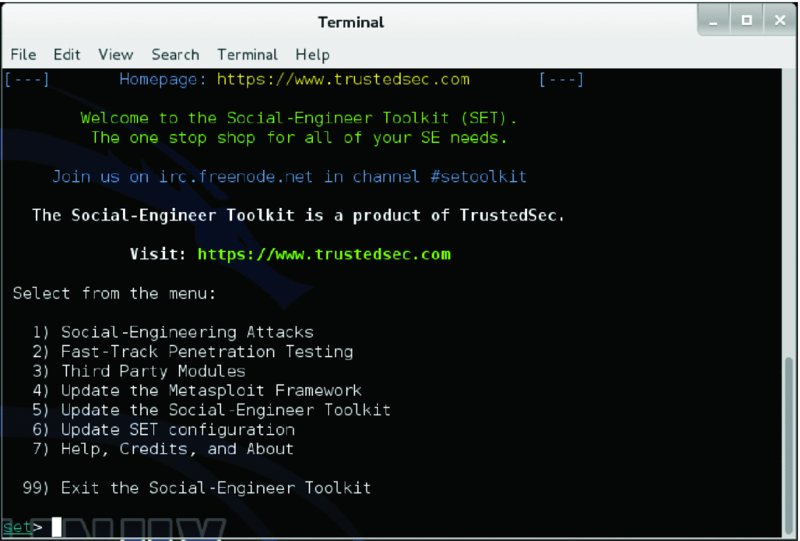 Terminal
File Edit View Search Terminal Help
[---] Homepage: https://www.trustedsec.com [---]
Welcome to the Social-Engineer Toolkit (SET).
The one stop shop for all of your SE needs.
Join us on irc.freenode.net in channel #setoolkit
The Social-Engineer Toolkit is a product of TrustedSec.
Visit: https://www.trustedsec.com
Select from the menu:
1) Social-Engineering Attacks
2) Fast-Track Penetration Testing
3) Third Party Modules
4) Update the Metasploit Framework
5) Update the Social-Engineer Toolkit
6) Update SET configuration
7) Help, Credits, and About
99) Exit the Social-Engineer Toolkit
set>